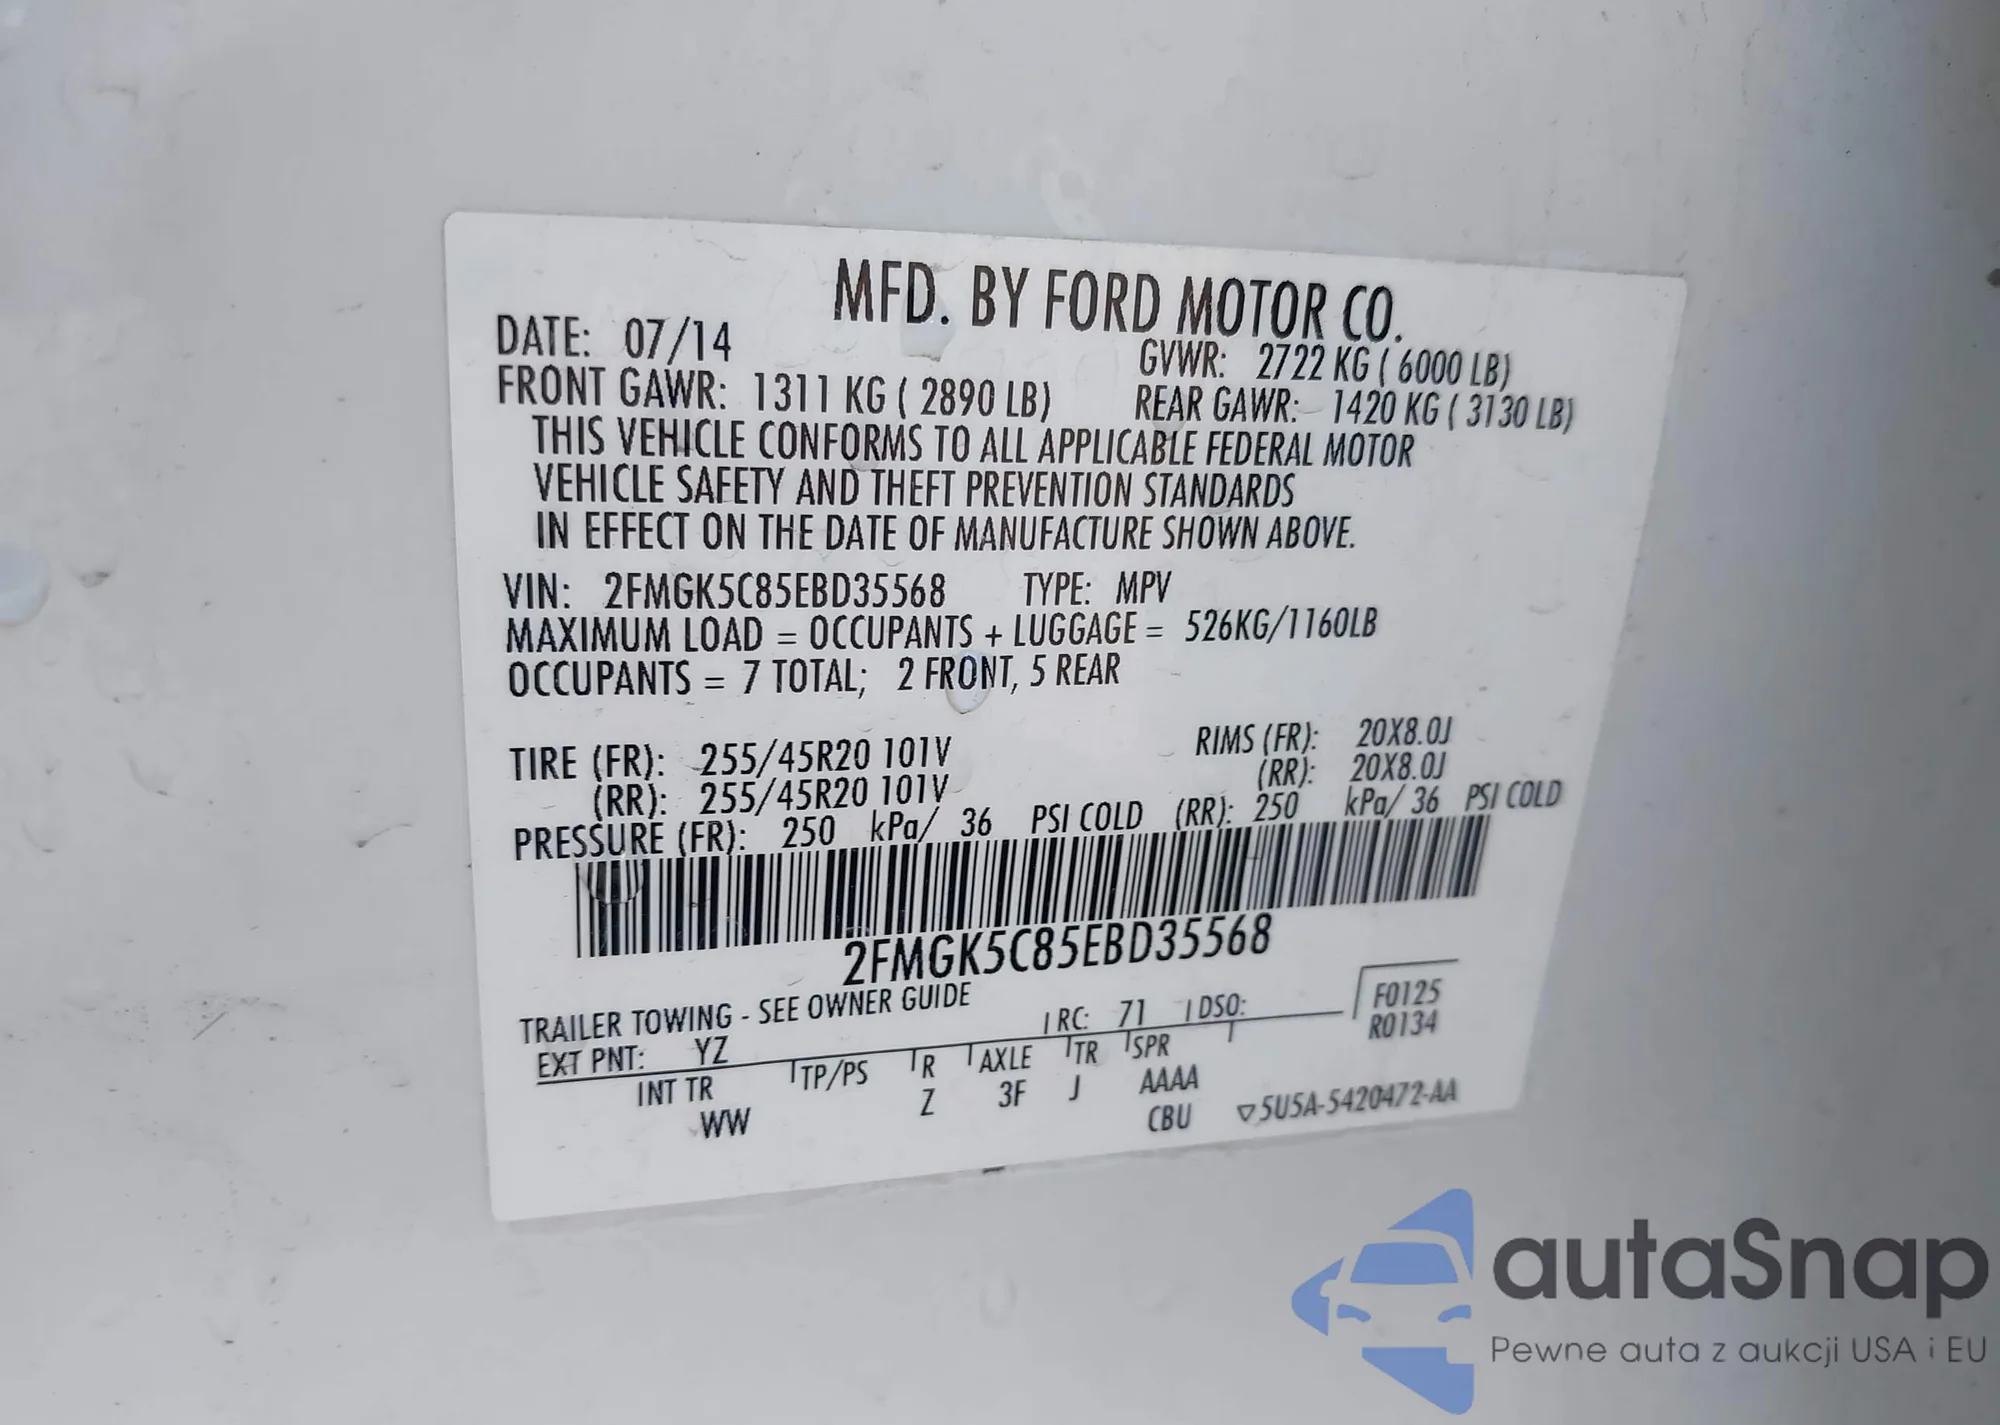 MFD. BY FORD MOTOR CO.
DATE: 07/14 GVWR: 2722 KG ( 6000 LB)
FRONT GAWR: 1311 KG ( 2890 LB) REAR GAWR: 1420 KG ( 3130 LB)
THIS VEHICLE CONFORMS TO ALL APPLICABLE FEDERAL MOTOR
VEHICLE SAFETY AND THEFT PREVENTION STANDARDS
IN EFFECT ON THE DATE OF MANUFACTURE SHOWN ABOVE.
VIN: 2FMGK5C85EBD35568 TYPE: MPV
MAXIMUM LOAD = OCCUPANTS + LUGGAGE = 526KG/1160LB
OCCUPANTS = 7 TOTAL; 2 FRONT, 5 REAR
TIRE (FR): 255/45R20 101V RIMS (FR): 20X8.0J
(RR): 255/45R20 101V (RR): 20X8.0J
PRESSURE (FR): 250 kPa/ 36 PSI COLD (RR): 250 kPa/ 36 PSI COLD
2FMGK5C85EBD35568
TRAILER TOWING - SEE OWNER GUIDE
EXT PNT: YZ RC: 71 DSO: F0125
R0134
INT TR TP/PS R AXLE TR SPR
WW Z 3F J AAAA
CBU ▽5U5A-5420472-AA
autaSnap
Pewne auta z aukcji USA i EU